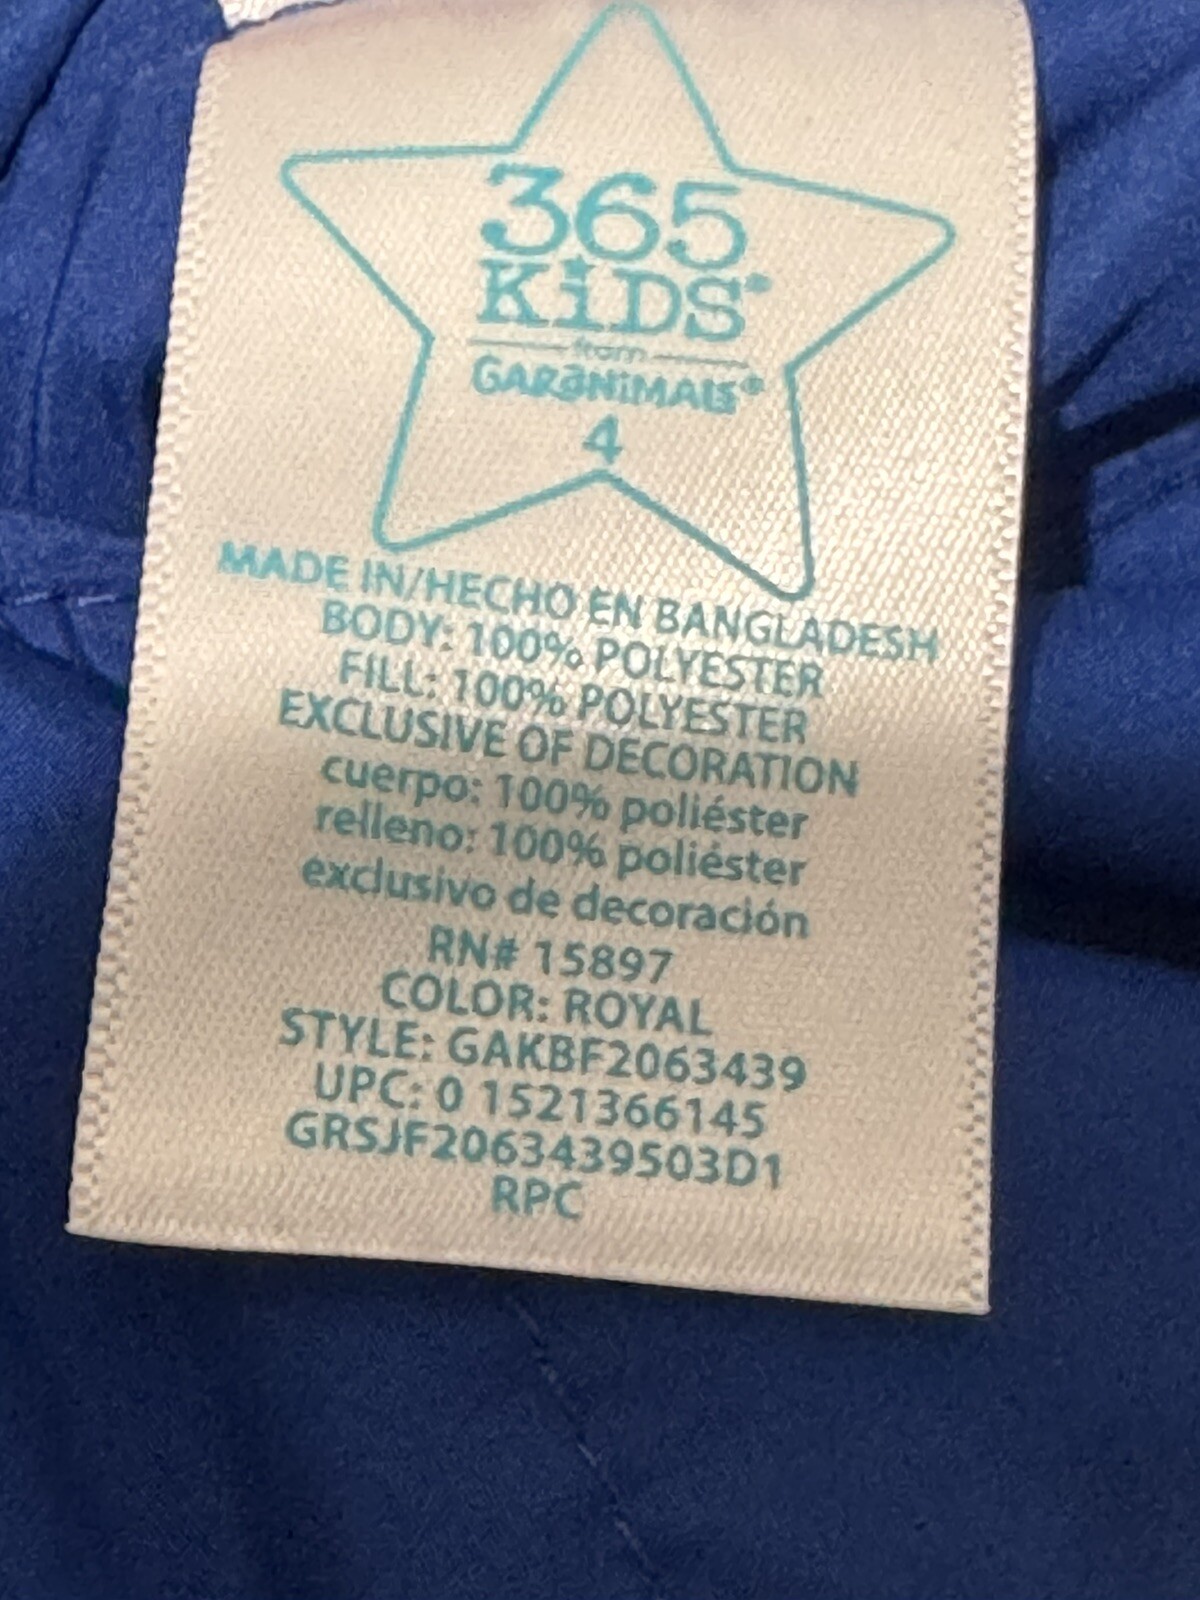 365
KiDS®
from
GARaNiMALS®
4
MADE IN/HECHO EN BANGLADESH
BODY: 100% POLYESTER
FILL: 100% POLYESTER
EXCLUSIVE OF DECORATION
cuerpo: 100% poliéster
relleno: 100% poliéster
exclusivo de decoración
RN# 15897
COLOR: ROYAL
STYLE: GAKBF2063439
UPC: 0 1521366145
GRSJF2063439503D1
RPC